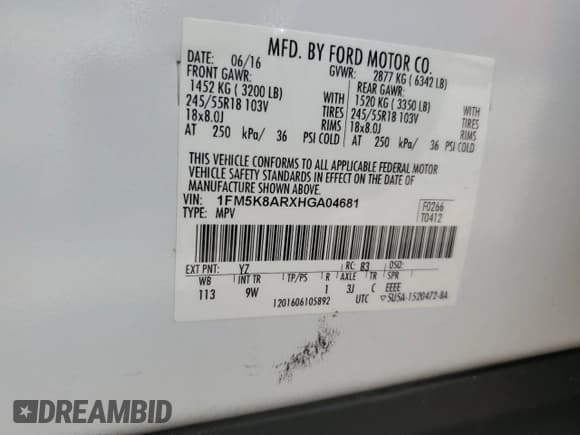 MFD. BY FORD MOTOR CO.
DATE: 06/16 GVWR: 2877 KG ( 6342 LB)
FRONT GAWR: REAR GAWR:
1452 KG ( 3200 LB) WITH 1520 KG ( 3350 LB) WITH
245/55R18 103V TIRES 245/55R18 103V TIRES
18x8.0J RIMS 18x8.0J RIMS
AT 250 kPa/ 36 PSI COLD AT 250 kPa/ 36 PSI COLD
THIS VEHICLE CONFORMS TO ALL APPLICABLE FEDERAL MOTOR
VEHICLE SAFETY STANDARDS IN EFFECT ON THE DATE OF
MANUFACTURE SHOWN ABOVE.
VIN: 1FM5K8ARXHGA04681 F0266
TYPE: MPV T0412
EXT PNT: YZ RC: 83 DSO:
WB INT TR TP/PS R AXLE TR SPR
113 9W 1 3J C EEEE
1201606105892 UTC ▽5U5A-1520472-BA
DREAMBID